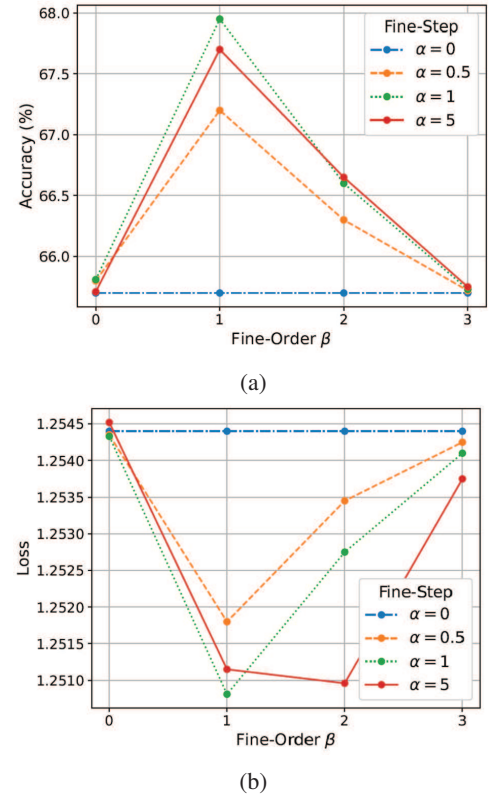 68.0
67.5
67.0
66.5
66.0
Accuracy (%)
Fine-Step
α = 0
α = 0.5
α = 1
α = 5
0 1 2 3
Fine-Order β
(a)
1.2545
1.2540
1.2535
1.2530
1.2525
1.2520
1.2515
1.2510
Loss
Fine-Step
α = 0
α = 0.5
α = 1
α = 5
0 1 2 3
Fine-Order β
(b)